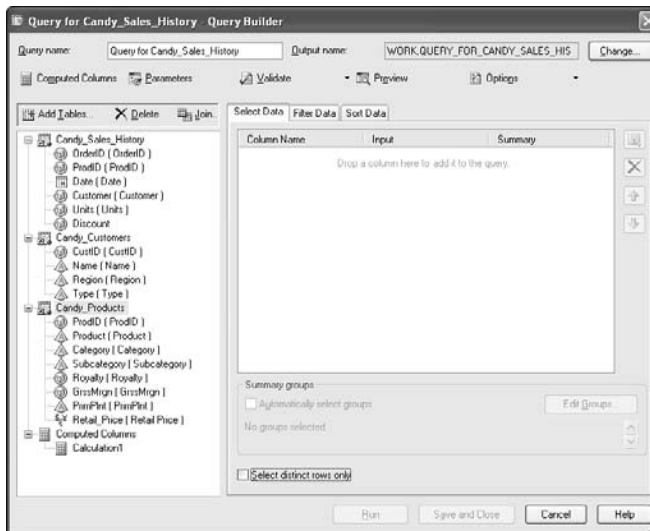 Query for Candy_Sales_History - Query Builder
Query name: Query for Candy_Sales_History Output name: WORK.QUERY_FOR_CANDY_SALES_HIS Change...
Computed Columns Parameters Validate Preview Options
Add Tables... Delete Join. Select Data Filter Data Sort Data
Column Name Input Summary
Drop a column here to add it to the query.
Candy_Sales_History
OrderID ( OrderID )
ProdID ( ProdID )
Date ( Date )
Customer ( Customer )
Units ( Units )
Discount
Candy_Customers
CustID ( CustID )
Name ( Name )
Region ( Region )
Type ( Type )
Candy_Products
ProdID ( ProdID )
Product ( Product )
Category ( Category )
Subcategory ( Subcategory )
Royalty ( Royalty )
GrssMrgn ( GrssMrgn )
PrimPlnt ( PrimPlnt )
Retail_Price ( Retail Price )
Computed Columns
Calculation1
Summary groups
Automatically select groups Edit Groups...
No groups selected
Select distinct rows only
Run Save and Close Cancel Help